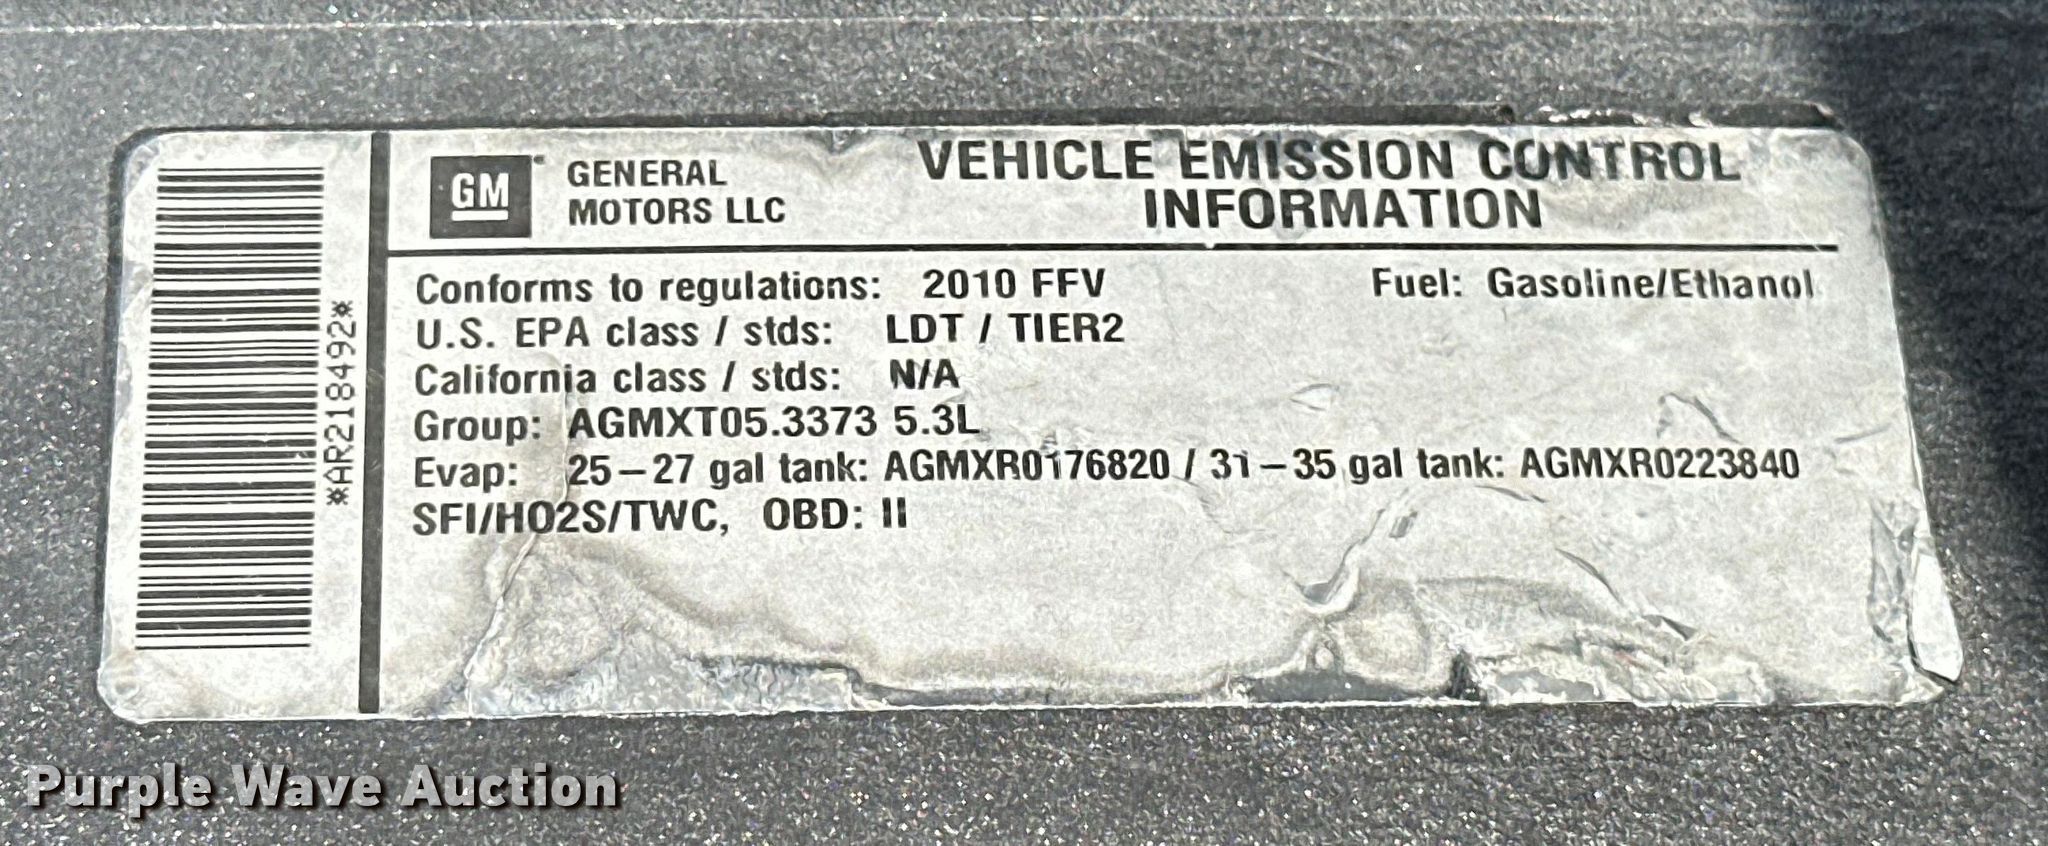 *AR218492*
GM
GENERAL
MOTORS LLC
VEHICLE EMISSION CONTROL
INFORMATION
Conforms to regulations: 2010 FFV Fuel: Gasoline/Ethanol
U.S. EPA class / stds: LDT / TIER2
California class / stds: N/A
Group: AGMXT05.3373 5.3L
Evap: 25-27 gal tank: AGMXR0176820 / 31-35 gal tank: AGMXR0223840
SFI/HO2S/TWC, OBD: II
Purple Wave Auction